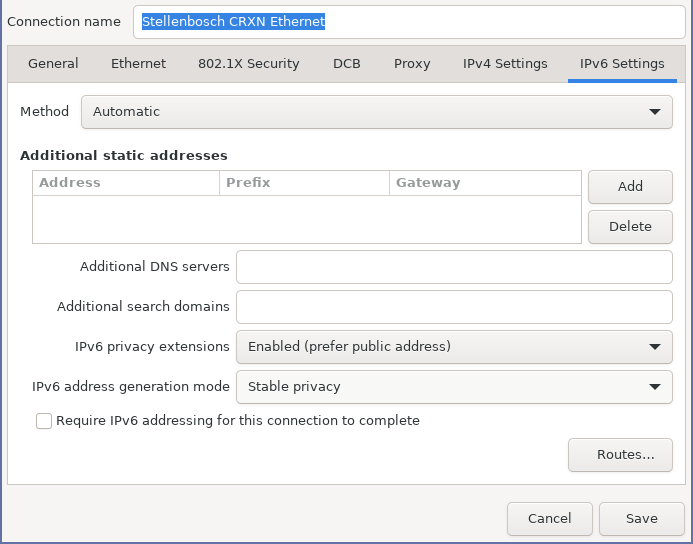 Connection name Stellenbosch CRXN Ethernet
General Ethernet 802.1X Security DCB Proxy IPv4 Settings IPv6 Settings
Method Automatic
Additional static addresses
Address Prefix Gateway
Add
Delete
Additional DNS servers
Additional search domains
IPv6 privacy extensions Enabled (prefer public address)
IPv6 address generation mode Stable privacy
Require IPv6 addressing for this connection to complete
Routes...
Cancel Save